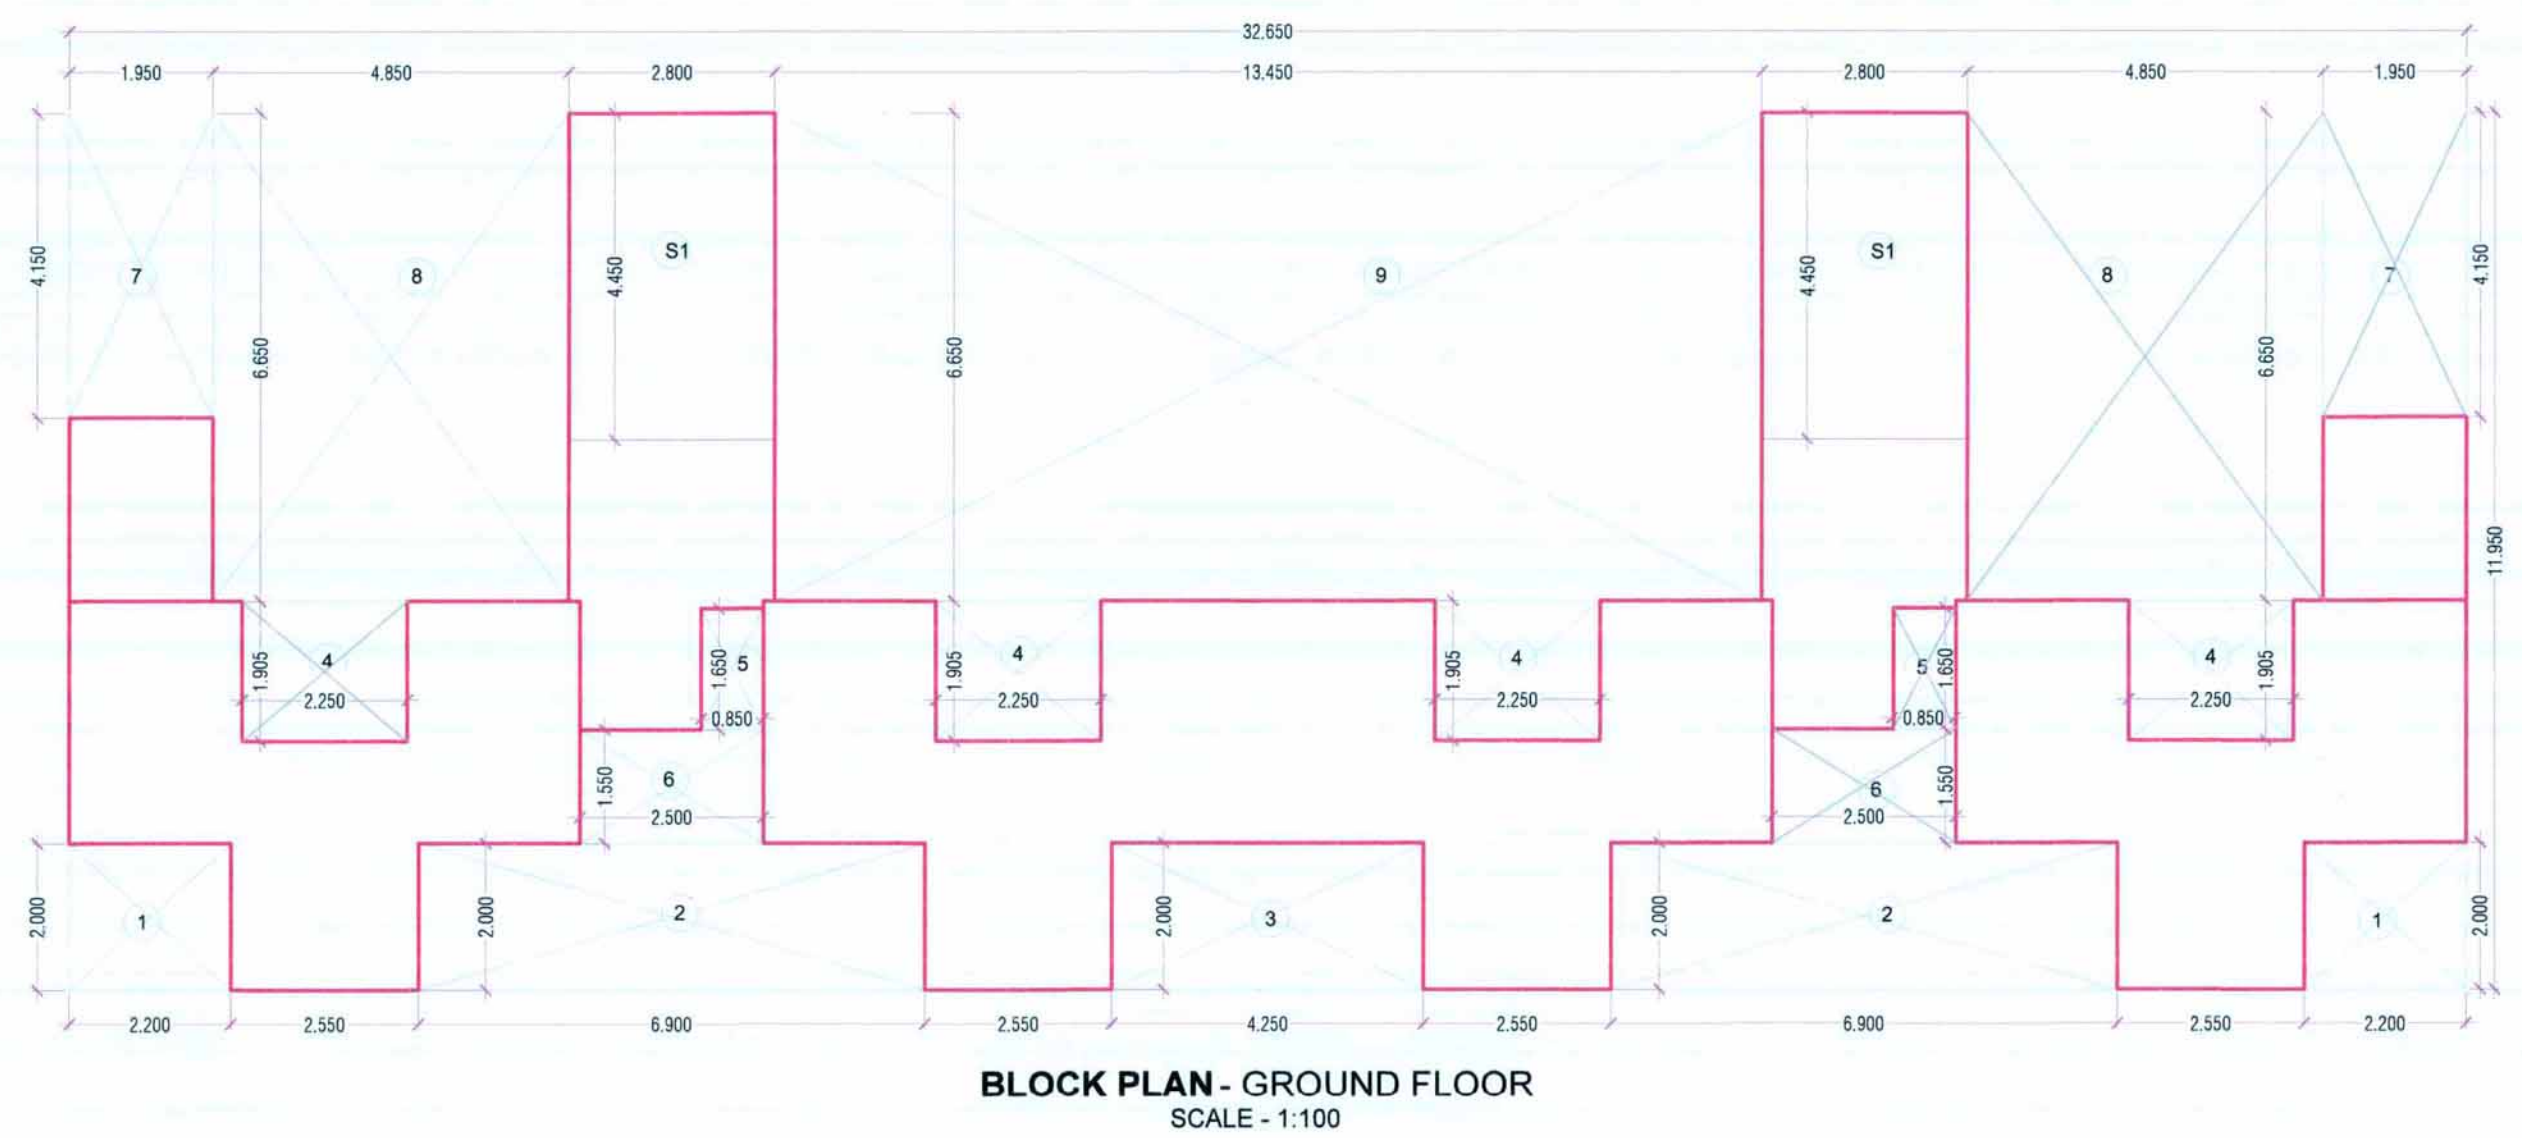 32.650
1.950 4.850 2.800 13.450 2.800 4.850 1.950
4.150 7 8 6.650 4.450 S1 6.650 9 4.450 S1 8 6.650 7 4.150
11.950
4 1.905 2.250
1.650 5 0.850
1.905 4 2.250
1.905 4 2.250
5 1.650 0.850
4 1.905 2.250
1.550 6 2.500
6 1.550 2.500
2.000 1 2.000 2 2.000 3 2.000 2 1 2.000
2.200 2.550 6.900 2.550 4.250 2.550 6.900 2.550 2.200
BLOCK PLAN - GROUND FLOOR
SCALE - 1:100